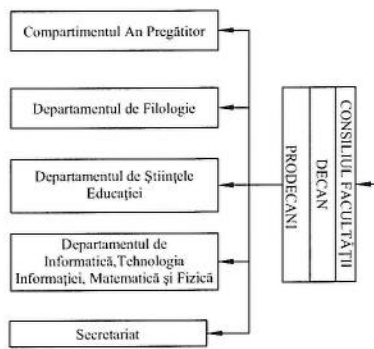 Compartimentul An Pregătitor
Departamentul de Filologie
Departamentul de Științele
Educației
Departamentul de
Informatică,Tehnologia
Informației, Matematică și Fizică
Secretariat
PRODECANI
DECAN
CONSILIUL FACULTĂȚII